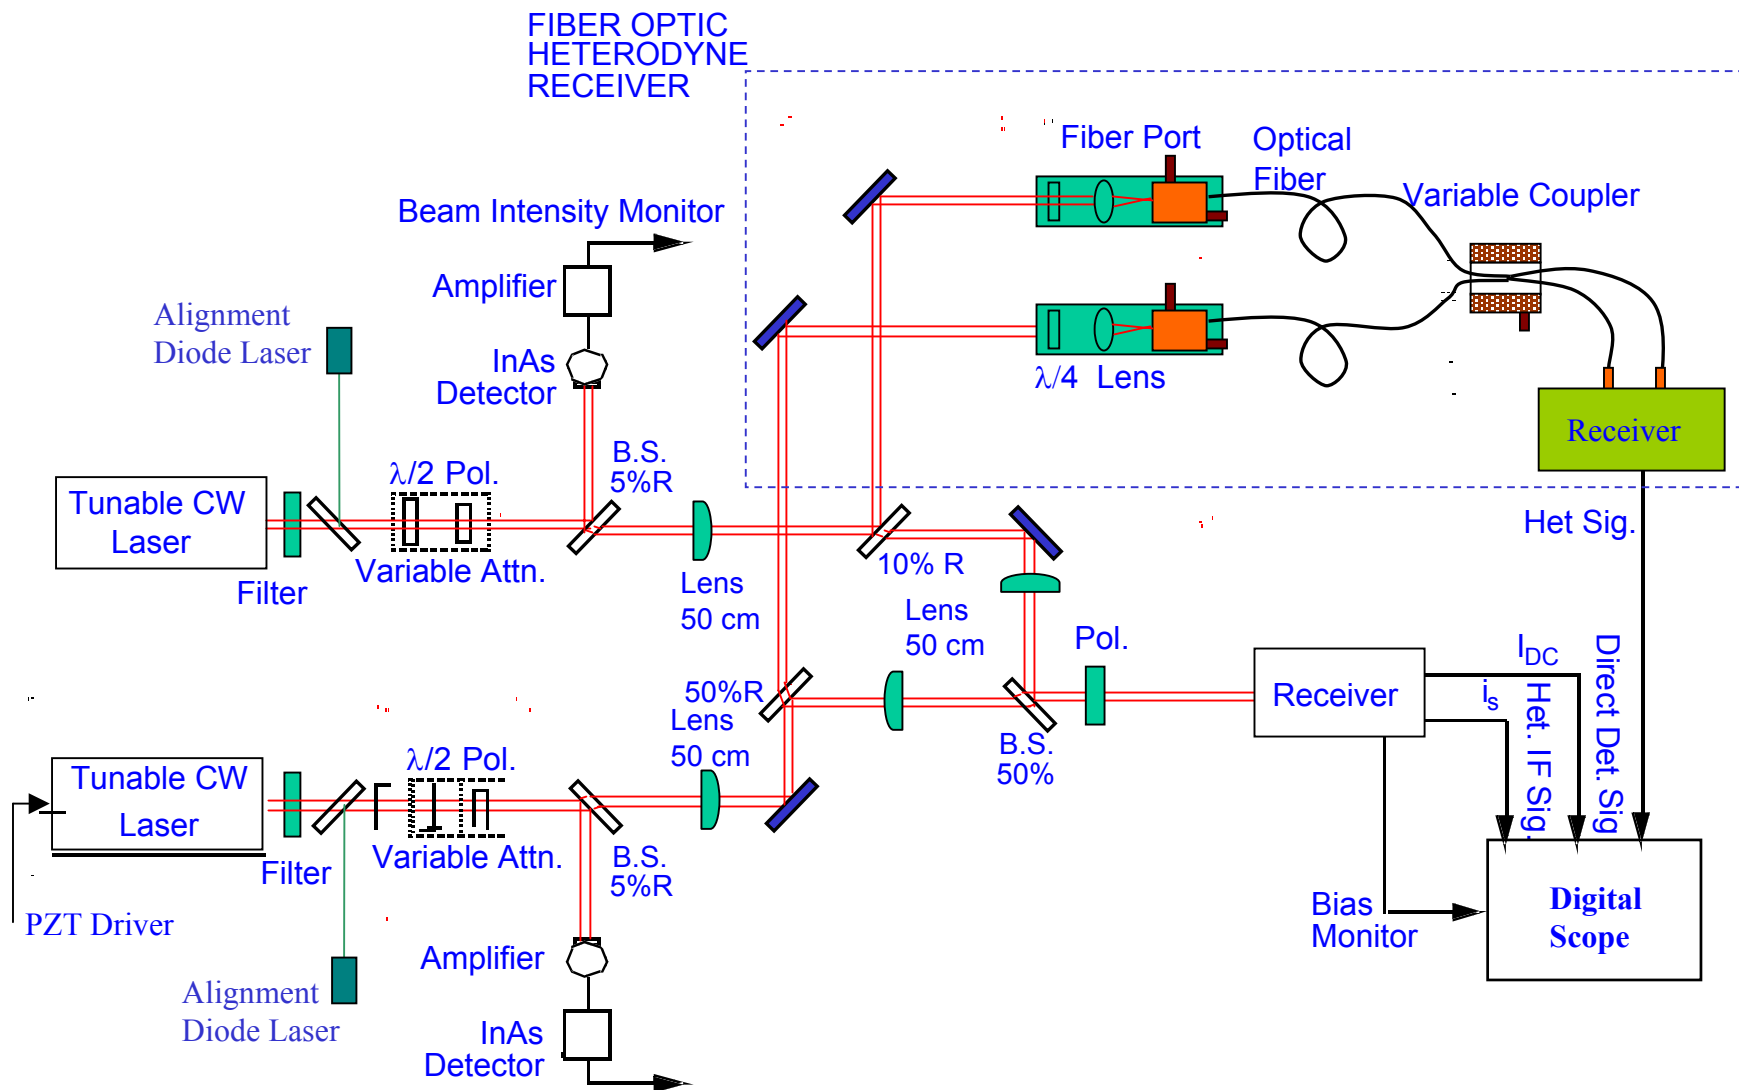 FIBER OPTIC
HETERODYNE
RECEIVER
Fiber Port
Optical
Fiber
Variable Coupler
Beam Intensity Monitor
Amplifier
Alignment
Diode Laser
InAs
Detector
λ/4 Lens
Receiver
B.S.
5%R
λ/2 Pol.
Tunable CW
Laser
Het Sig.
Variable Attn.
Filter
10% R
Lens
50 cm
Lens
50 cm
Pol.
50%R
Lens
50 cm
Receiver
I_DC
i_s
Het. IF Sig.
Direct Det. Sig
B.S.
50%
λ/2 Pol.
Tunable CW
Laser
Variable Attn.
Filter
B.S.
5%R
PZT Driver
Bias
Monitor
Digital
Scope
Amplifier
Alignment
Diode Laser
InAs
Detector